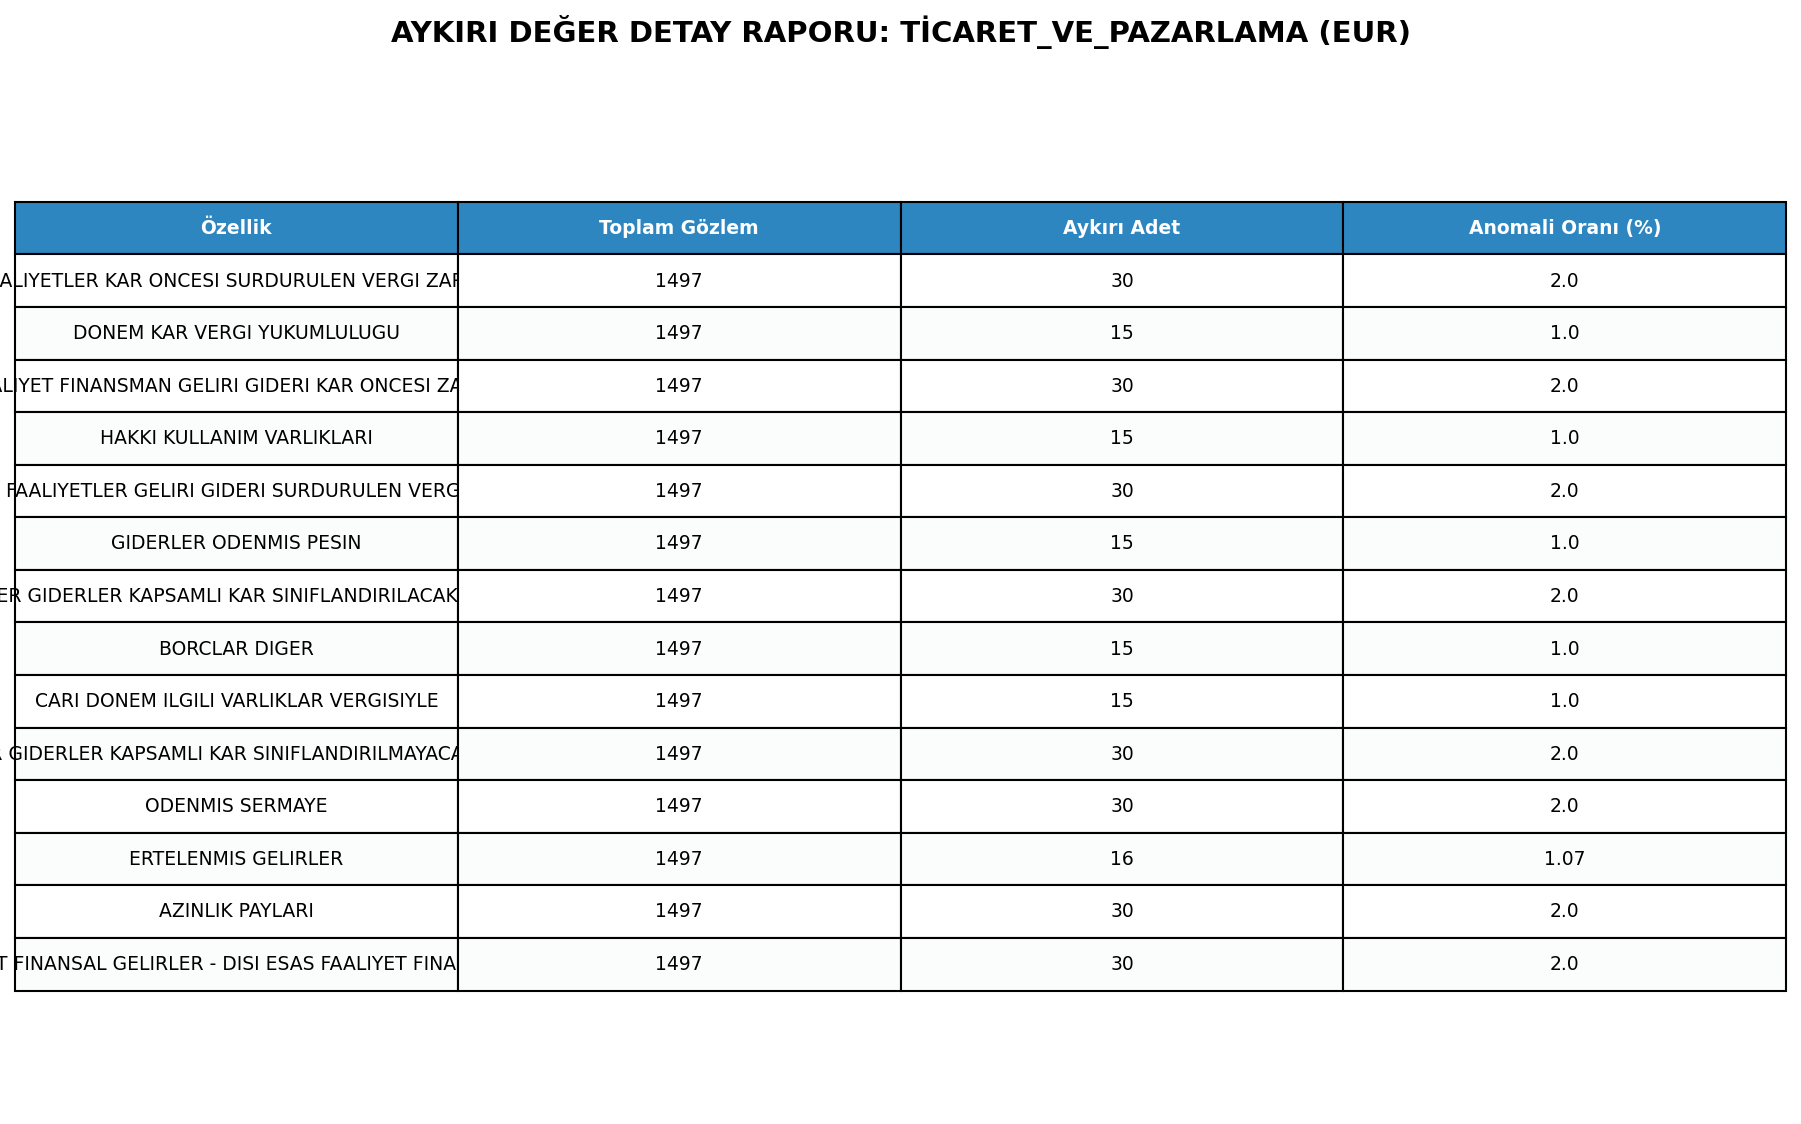 AYKIRI DEĞER DETAY RAPORU: TİCARET_VE_PAZARLAMA (EUR)
Özellik Toplam Gözlem Aykırı Adet Anomali Oranı (%)
ALIYETLER KAR ONCESI SURDURULEN VERGI 1497 30 2.0
DONEM KAR VERGI YUKUMLULUGU 1497 15 1.0
FINANSMAN GELIRI GIDERI KAR ONCESI 1497 30 2.0
HAKKI KULLANIM VARLIKLARI 1497 15 1.0
FAALIYETLER GELIRI GIDERI SURDURULEN VERG 1497 30 2.0
GIDERLER ODENMIS PESIN 1497 15 1.0
ER GIDERLER KAPSAMLI KAR SINIFLANDIRILACAK 1497 30 2.0
BORCLAR DIGER 1497 15 1.0
CARI DONEM ILGILI VARLIKLAR VERGISIYLE 1497 15 1.0
GIDERLER KAPSAMLI KAR SINIFLANDIRILMAYACA 1497 30 2.0
ODENMIS SERMAYE 1497 30 2.0
ERTELENMIS GELIRLER 1497 16 1.07
AZINLIK PAYLARI 1497 30 2.0
T FINANSAL GELIRLER - DISI ESAS FAALIYET FINA 1497 30 2.0